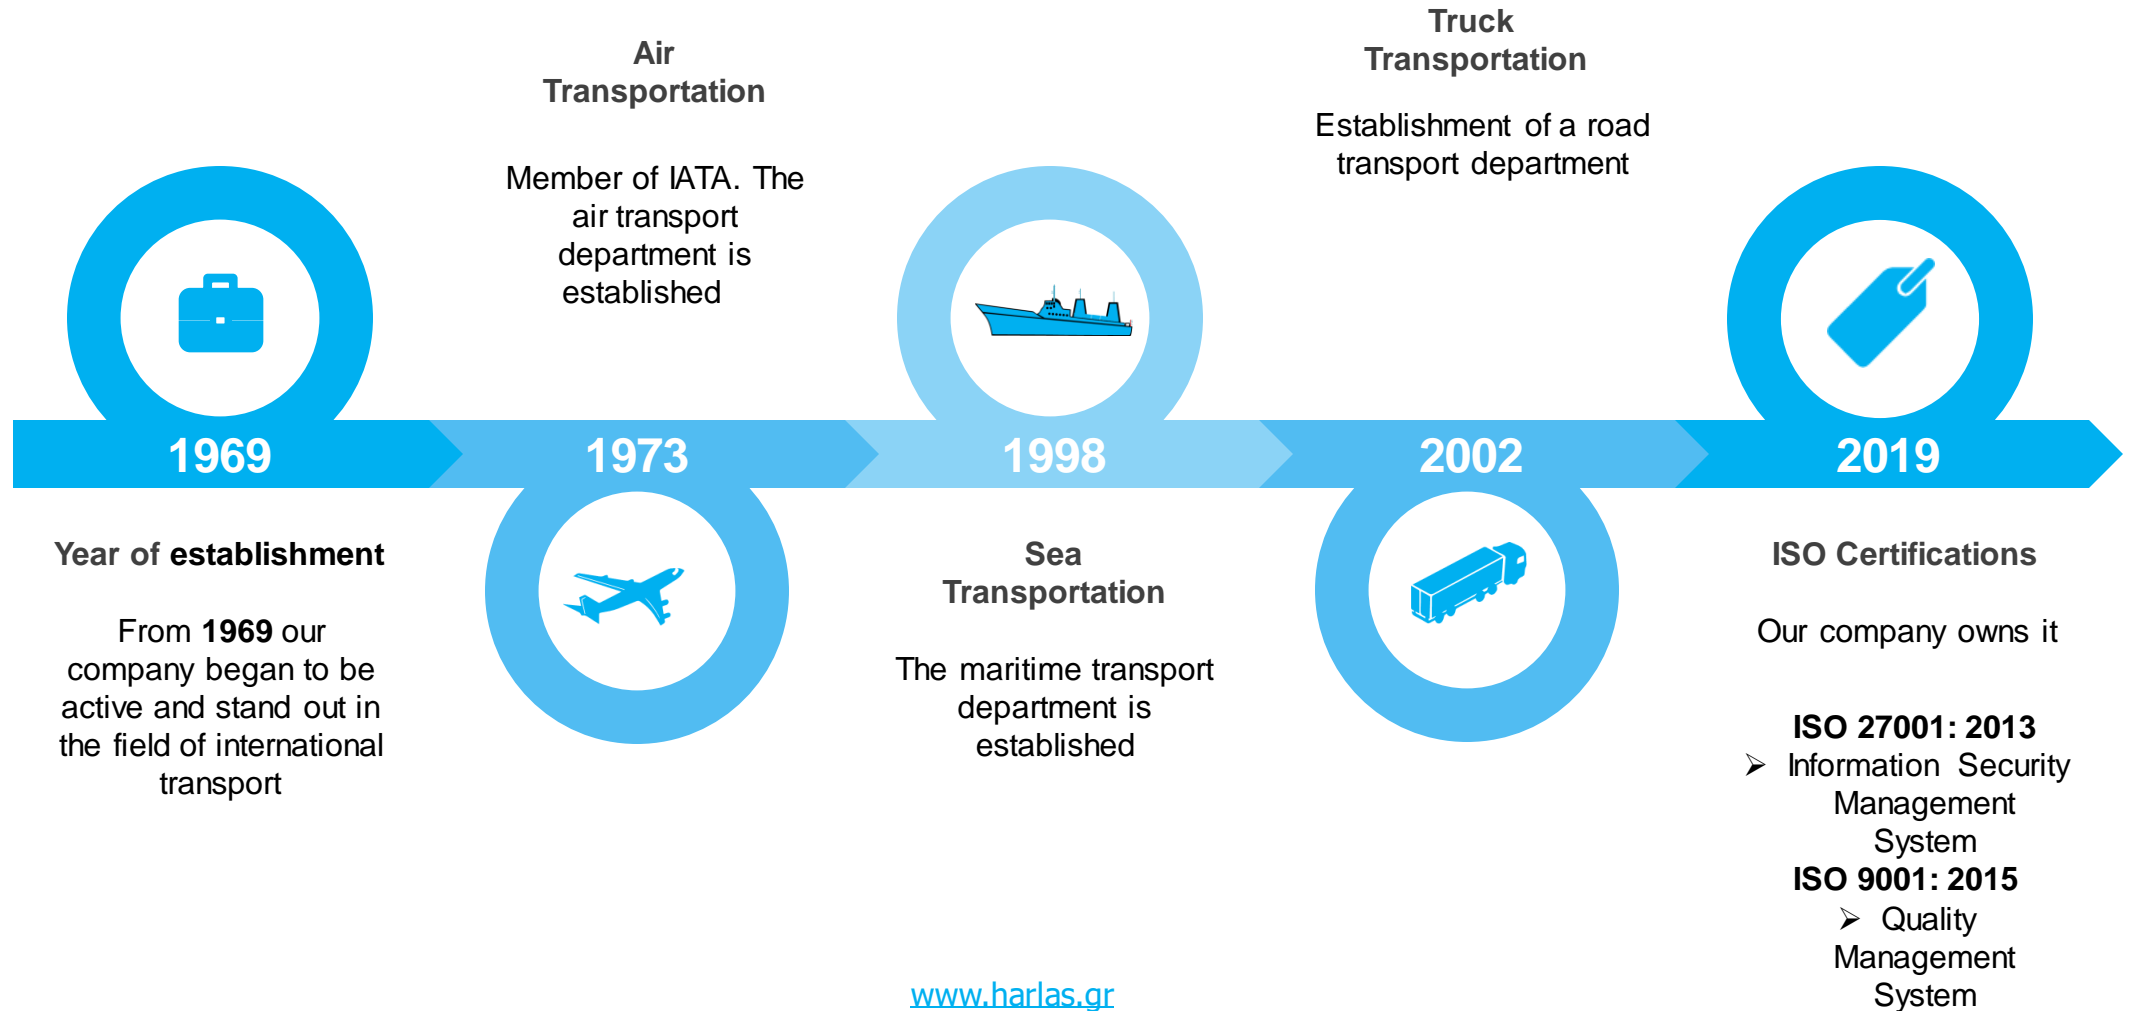 1969
Year of establishment
From 1969 our
company began to be
active and stand out in
the field of international
transport
Air
Transportation
Member of IATA. The
air transport
department is
established
1973
1998
Sea
Transportation
The maritime transport
department is
established
Truck
Transportation
Establishment of a road
transport department
2002
2019
ISO Certifications
Our company owns it
ISO 27001: 2013
➢ Information Security
Management
System
ISO 9001: 2015
➢ Quality
Management
System
www.harlas.gr